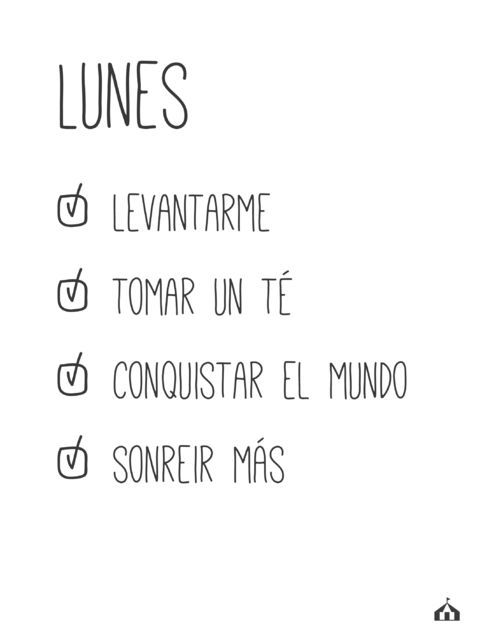 LUNES
LEVANTARME
TOMAR UN TÉ
CONQUISTAR EL MUNDO
SONREIR MÁS